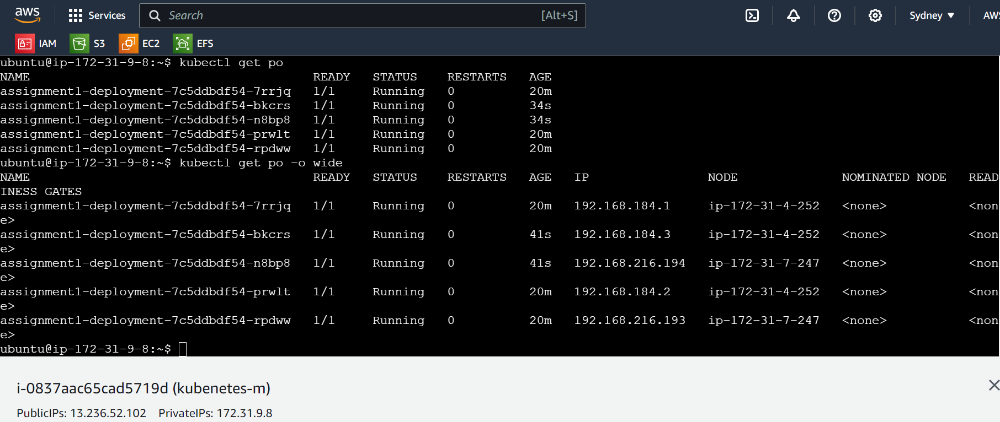 aws Services Search [Alt+S] Sydney AWS
IAM S3 EC2 EFS
ubuntu@ip-172-31-9-8:~$ kubectl get po
NAME READY STATUS RESTARTS AGE
assignment1-deployment-7c5ddbdf54-7rrjq 1/1 Running 0 20m
assignment1-deployment-7c5ddbdf54-bkcrs 1/1 Running 0 34s
assignment1-deployment-7c5ddbdf54-n8bp8 1/1 Running 0 34s
assignment1-deployment-7c5ddbdf54-prwlt 1/1 Running 0 20m
assignment1-deployment-7c5ddbdf54-rpdww 1/1 Running 0 20m
ubuntu@ip-172-31-9-8:~$ kubectl get po -o wide
NAME READY STATUS RESTARTS AGE IP NODE NOMINATED NODE READ
INESS GATES
assignment1-deployment-7c5ddbdf54-7rrjq 1/1 Running 0 20m 192.168.184.1 ip-172-31-4-252 <none> <non
e>
assignment1-deployment-7c5ddbdf54-bkcrs 1/1 Running 0 41s 192.168.184.3 ip-172-31-4-252 <none> <non
e>
assignment1-deployment-7c5ddbdf54-n8bp8 1/1 Running 0 41s 192.168.216.194 ip-172-31-7-247 <none> <non
e>
assignment1-deployment-7c5ddbdf54-prwlt 1/1 Running 0 20m 192.168.184.2 ip-172-31-4-252 <none> <non
e>
assignment1-deployment-7c5ddbdf54-rpdww 1/1 Running 0 20m 192.168.216.193 ip-172-31-7-247 <none> <non
e>
ubuntu@ip-172-31-9-8:~$
i-0837aac65cad5719d (kubenetes-m)
PublicIPs: 13.236.52.102 PrivateIPs: 172.31.9.8